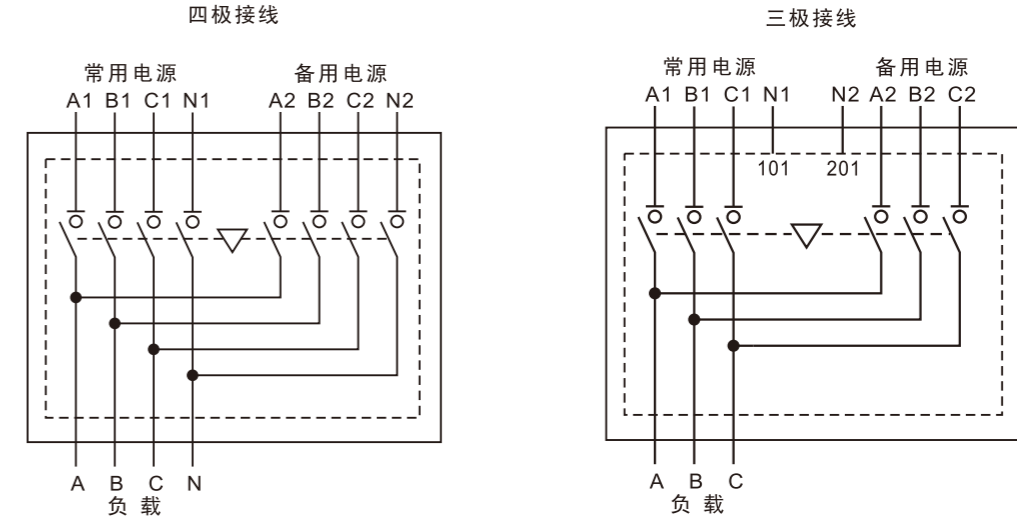 四极接线
常用电源 备用电源
A1 B1 C1 N1 A2 B2 C2 N2
A B C N
负 载
三极接线
常用电源 备用电源
A1 B1 C1 N1 N2 A2 B2 C2
101 201
A B C
负 载